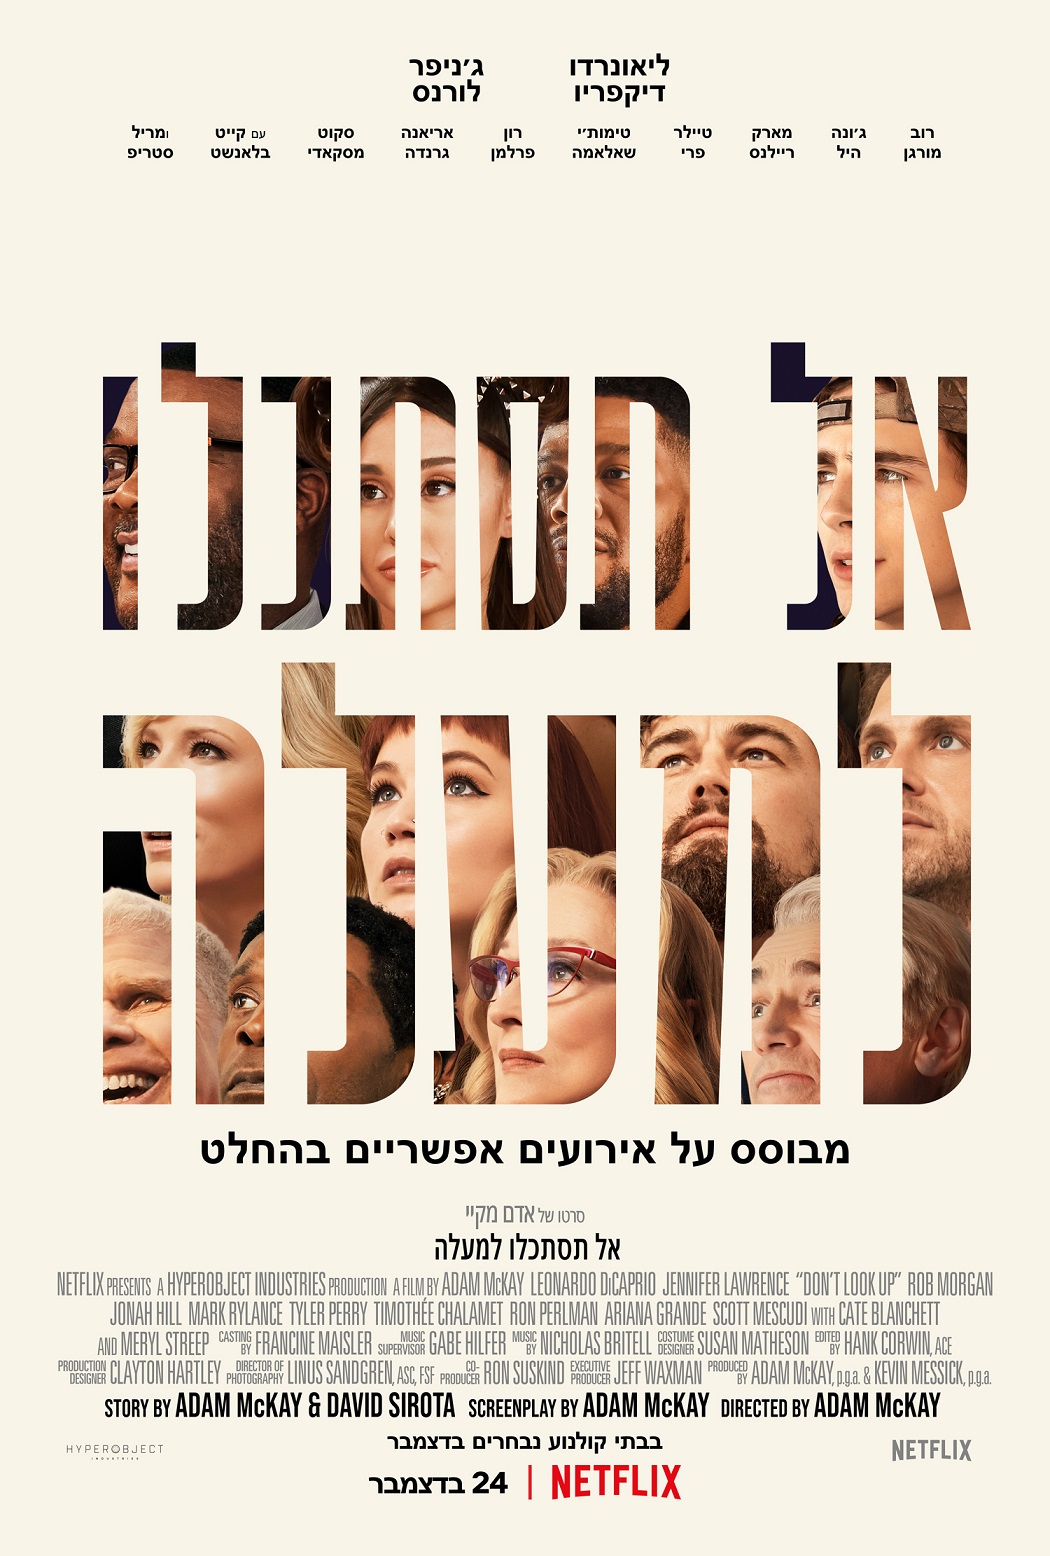 ליאונרדו דיקפריו
ג׳ניפר לורנס
רוב מורגן
ג׳ונה היל
מארק ריילנס
טיילר פרי
טימות׳י שאלאמה
רון פרלמן
אריאנה גרנדה
סקוט מסקאדי
עם קייט בלאנשט
ומריל סטריפ
אל תסתכלו
למעלה
מבוסס על אירועים אפשריים בהחלט
סרטו של אדם מקיי
אל תסתכלו למעלה
NETFLIX PRESENTS A HYPEROBJECT INDUSTRIES PRODUCTION A FILM BY ADAM McKAY LEONARDO DiCAPRIO JENNIFER LAWRENCE “DON’T LOOK UP” ROB MORGAN
JONAH HILL MARK RYLANCE TYLER PERRY TIMOTHÉE CHALAMET RON PERLMAN ARIANA GRANDE SCOTT MESCUDI WITH CATE BLANCHETT
AND MERYL STREEP CASTING BY FRANCINE MAISLER MUSIC SUPERVISOR GABE HILFER MUSIC BY NICHOLAS BRITELL COSTUME DESIGNER SUSAN MATHESON EDITED BY HANK CORWIN, ACE
PRODUCTION DESIGNER CLAYTON HARTLEY DIRECTOR OF PHOTOGRAPHY LINUS SANDGREN, ASC, FSF CO-PRODUCER RON SUSKIND EXECUTIVE PRODUCER JEFF WAXMAN PRODUCED BY ADAM McKAY, p.g.a. & KEVIN MESSICK, p.g.a.
STORY BY ADAM McKAY & DAVID SIROTA SCREENPLAY BY ADAM McKAY DIRECTED BY ADAM McKAY
HYPEROBJECT
INDUSTRIES
בבתי קולנוע נבחרים בדצמבר
NETFLIX
24 בדצמבר | NETFLIX